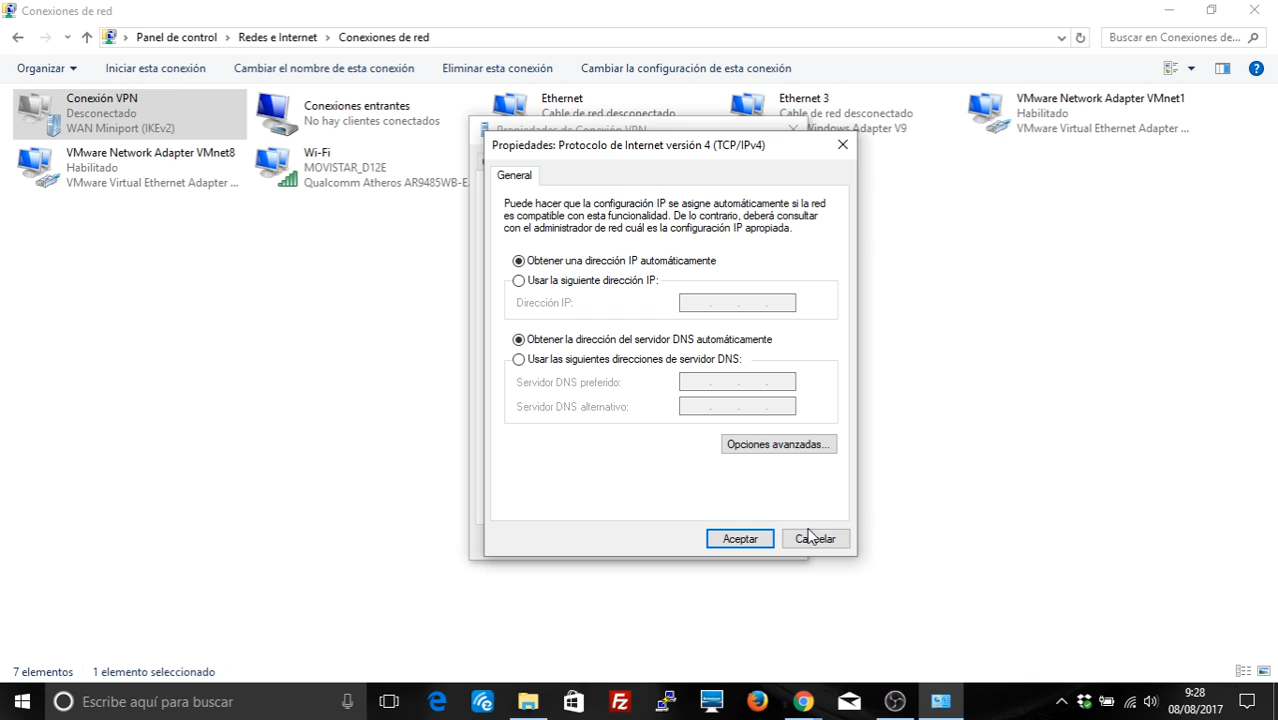 Conexiones de red
Panel de control > Redes e Internet > Conexiones de red
Buscar en Conexiones de...
Organizar
Iniciar esta conexión
Cambiar el nombre de esta conexión
Eliminar esta conexión
Cambiar la configuración de esta conexión
Conexión VPN
Desconectado
WAN Miniport (IKEv2)
Conexiones entrantes
No hay clientes conectados
Ethernet
Cable de red desconectado
Ethernet 3
Cable de red desconectado
Windows Adapter V9
VMware Network Adapter VMnet1
Habilitado
VMware Virtual Ethernet Adapter ...
VMware Network Adapter VMnet8
Habilitado
VMware Virtual Ethernet Adapter ...
Wi-Fi
MOVISTAR_D12E
Qualcomm Atheros AR9485WB-E
Propiedades de Conexión VPN
Propiedades: Protocolo de Internet versión 4 (TCP/IPv4)
General
Puede hacer que la configuración IP se asigne automáticamente si la red
es compatible con esta funcionalidad. De lo contrario, deberá consultar
con el administrador de red cuál es la configuración IP apropiada.
Obtener una dirección IP automáticamente
Usar la siguiente dirección IP:
Dirección IP:
Obtener la dirección del servidor DNS automáticamente
Usar las siguientes direcciones de servidor DNS:
Servidor DNS preferido:
Servidor DNS alternativo:
Opciones avanzadas...
Aceptar
Cancelar
7 elementos
1 elemento seleccionado
Escribe aquí para buscar
9:28
08/08/2017